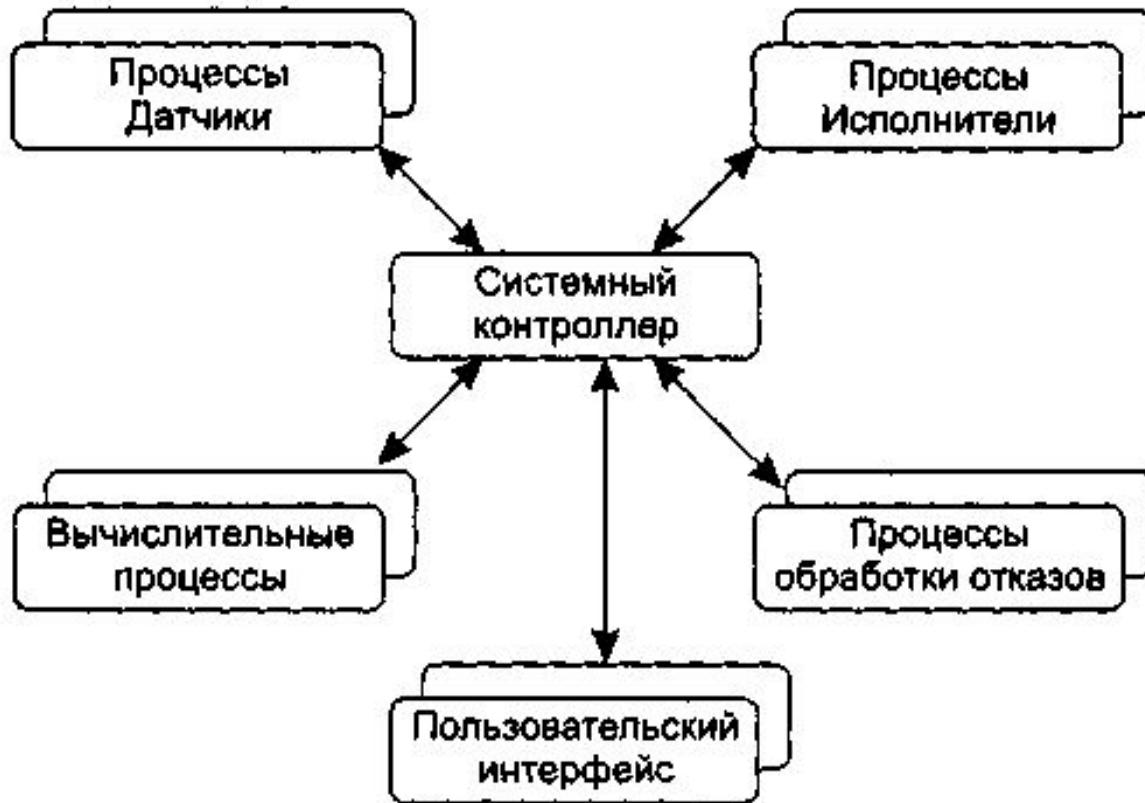 Процессы
Датчики
Процессы
Исполнители
Системный
контроллер
Вычислительные
процессы
Процессы
обработки отказов
Пользовательский
интерфейс